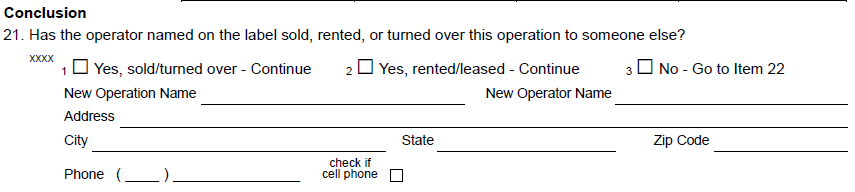 Conclusion
21. Has the operator named on the label sold, rented, or turned over this operation to someone else?
xxxx 1 ☐ Yes, sold/turned over - Continue 2 ☐ Yes, rented/leased - Continue 3 ☐ No - Go to Item 22
New Operation Name New Operator Name
Address
City State Zip Code
check if
Phone ( ) cell phone ☐